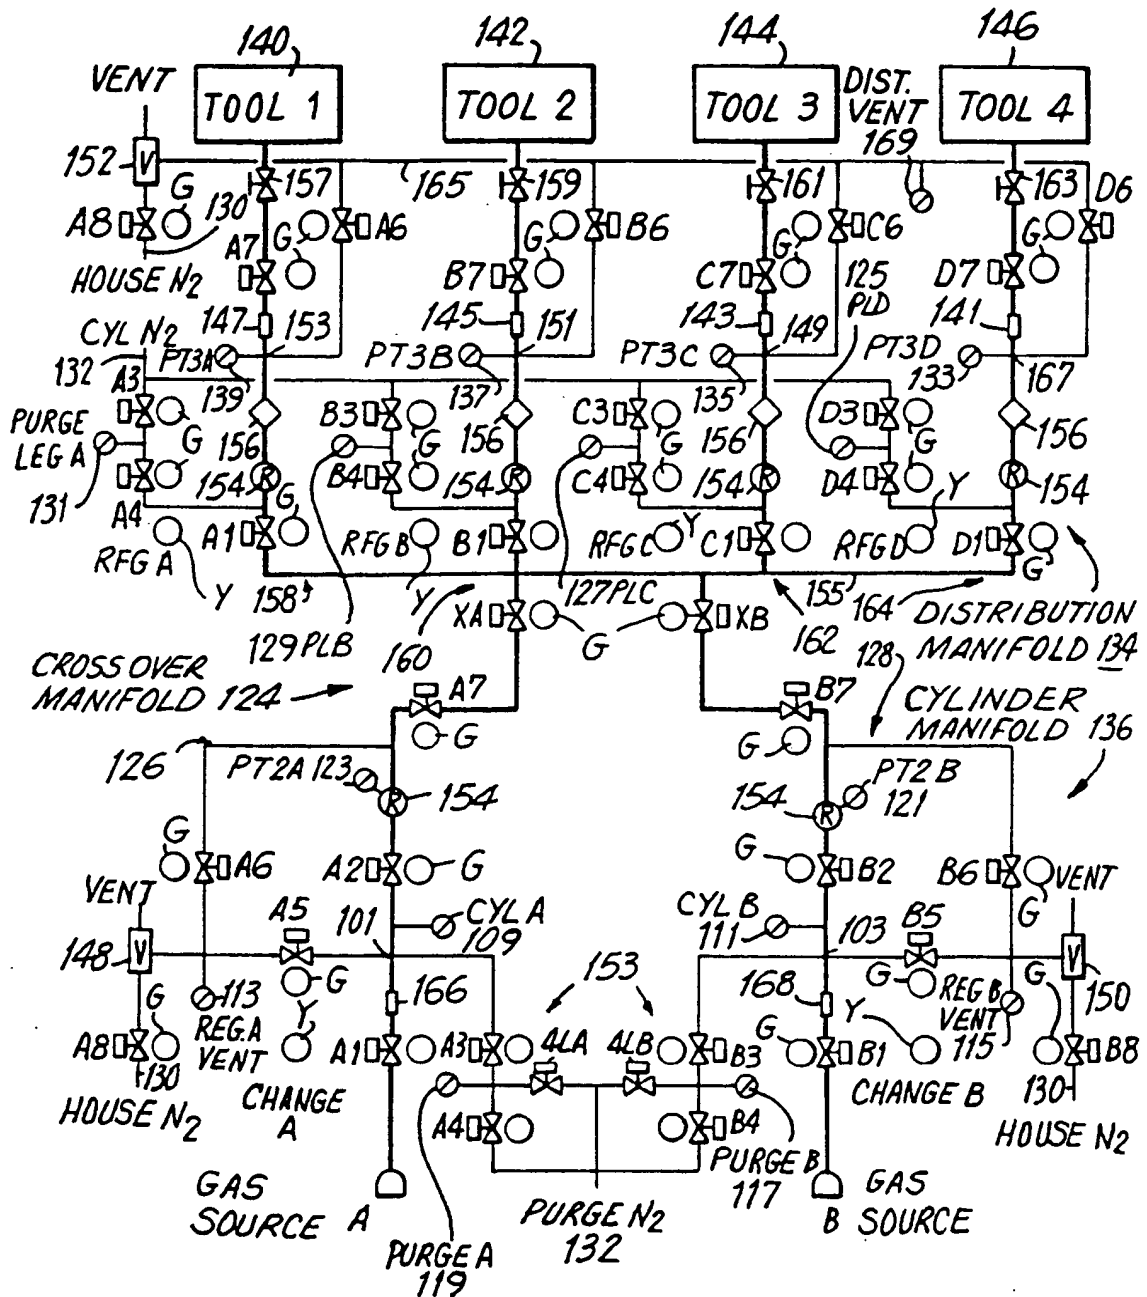 140
142
144
146
VENT
TOOL 1
TOOL 2
TOOL 3
DIST.
VENT
169
TOOL 4
152
V
157
165
159
161
163
D6
A8
G
130
A7
G
A6
B7
G
B6
C7
G
C6
125
PLD
D7
G
HOUSE N2
CYL N2
132
147
153
145
151
143
149
141
PT3A
139
PT3B
137
PT3C
135
PT3D
133
167
A3
PURGE
LEG A
131
G
G
A4
156
B3
G
B4
156
C3
G
C4
156
D3
G
D4
156
154
R
154
R
154
R
R
154
RFG A
Y
A1
G
RFG B
Y
B1
RFG C
Y
C1
RFG D
Y
D1
G
158
129 PLB
160
XA
127 PLC
G
XB
155
162
164
DISTRIBUTION
MANIFOLD 134
CROSS OVER
MANIFOLD 124
A7
G
B7
G
128
CYLINDER
MANIFOLD
136
126
PT2A 123
R
154
154
R
PT2 B
121
G
A6
A2
G
G
B2
B6
G
VENT
VENT
148
V
A5
G
101
CYL A
109
CYL B
111
103
B5
G
V
150
113
REG. A
VENT
Y
166
153
168
Y
REG B
VENT
115
G
A8
G
130
HOUSE N2
CHANGE
A
A1
A3
4LA
4LB
B3
G
B1
CHANGE B
B8
130
HOUSE N2
A4
B4
GAS
SOURCE A
PURGE A
119
PURGE N2
132
PURGE B
117
B
GAS
SOURCE